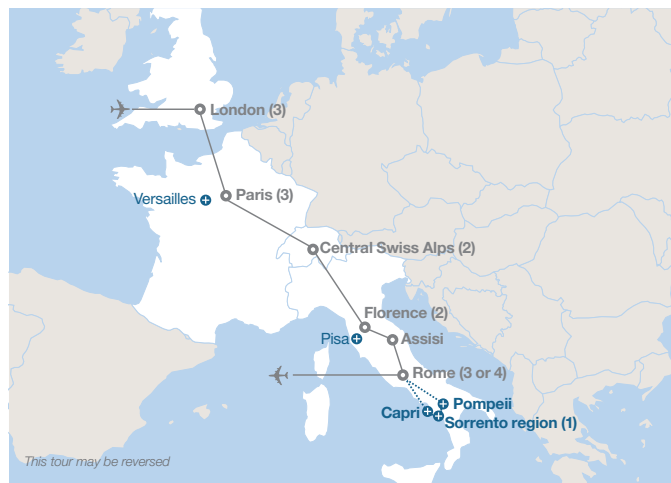 London (3)
Versailles
Paris (3)
Central Swiss Alps (2)
Florence (2)
Pisa
Assisi
Rome (3 or 4)
Pompeii
Capri
Sorrento region (1)
This tour may be reversed